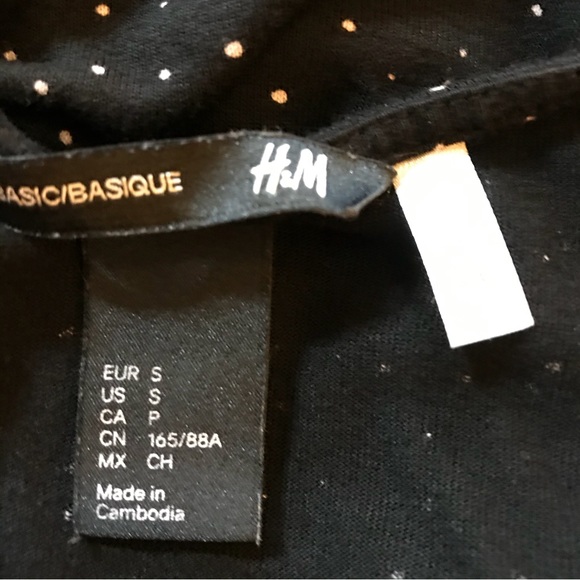 BASIC/BASIQUE H&M
EUR S
US S
CA P
CN 165/88A
MX CH
Made in
Cambodia